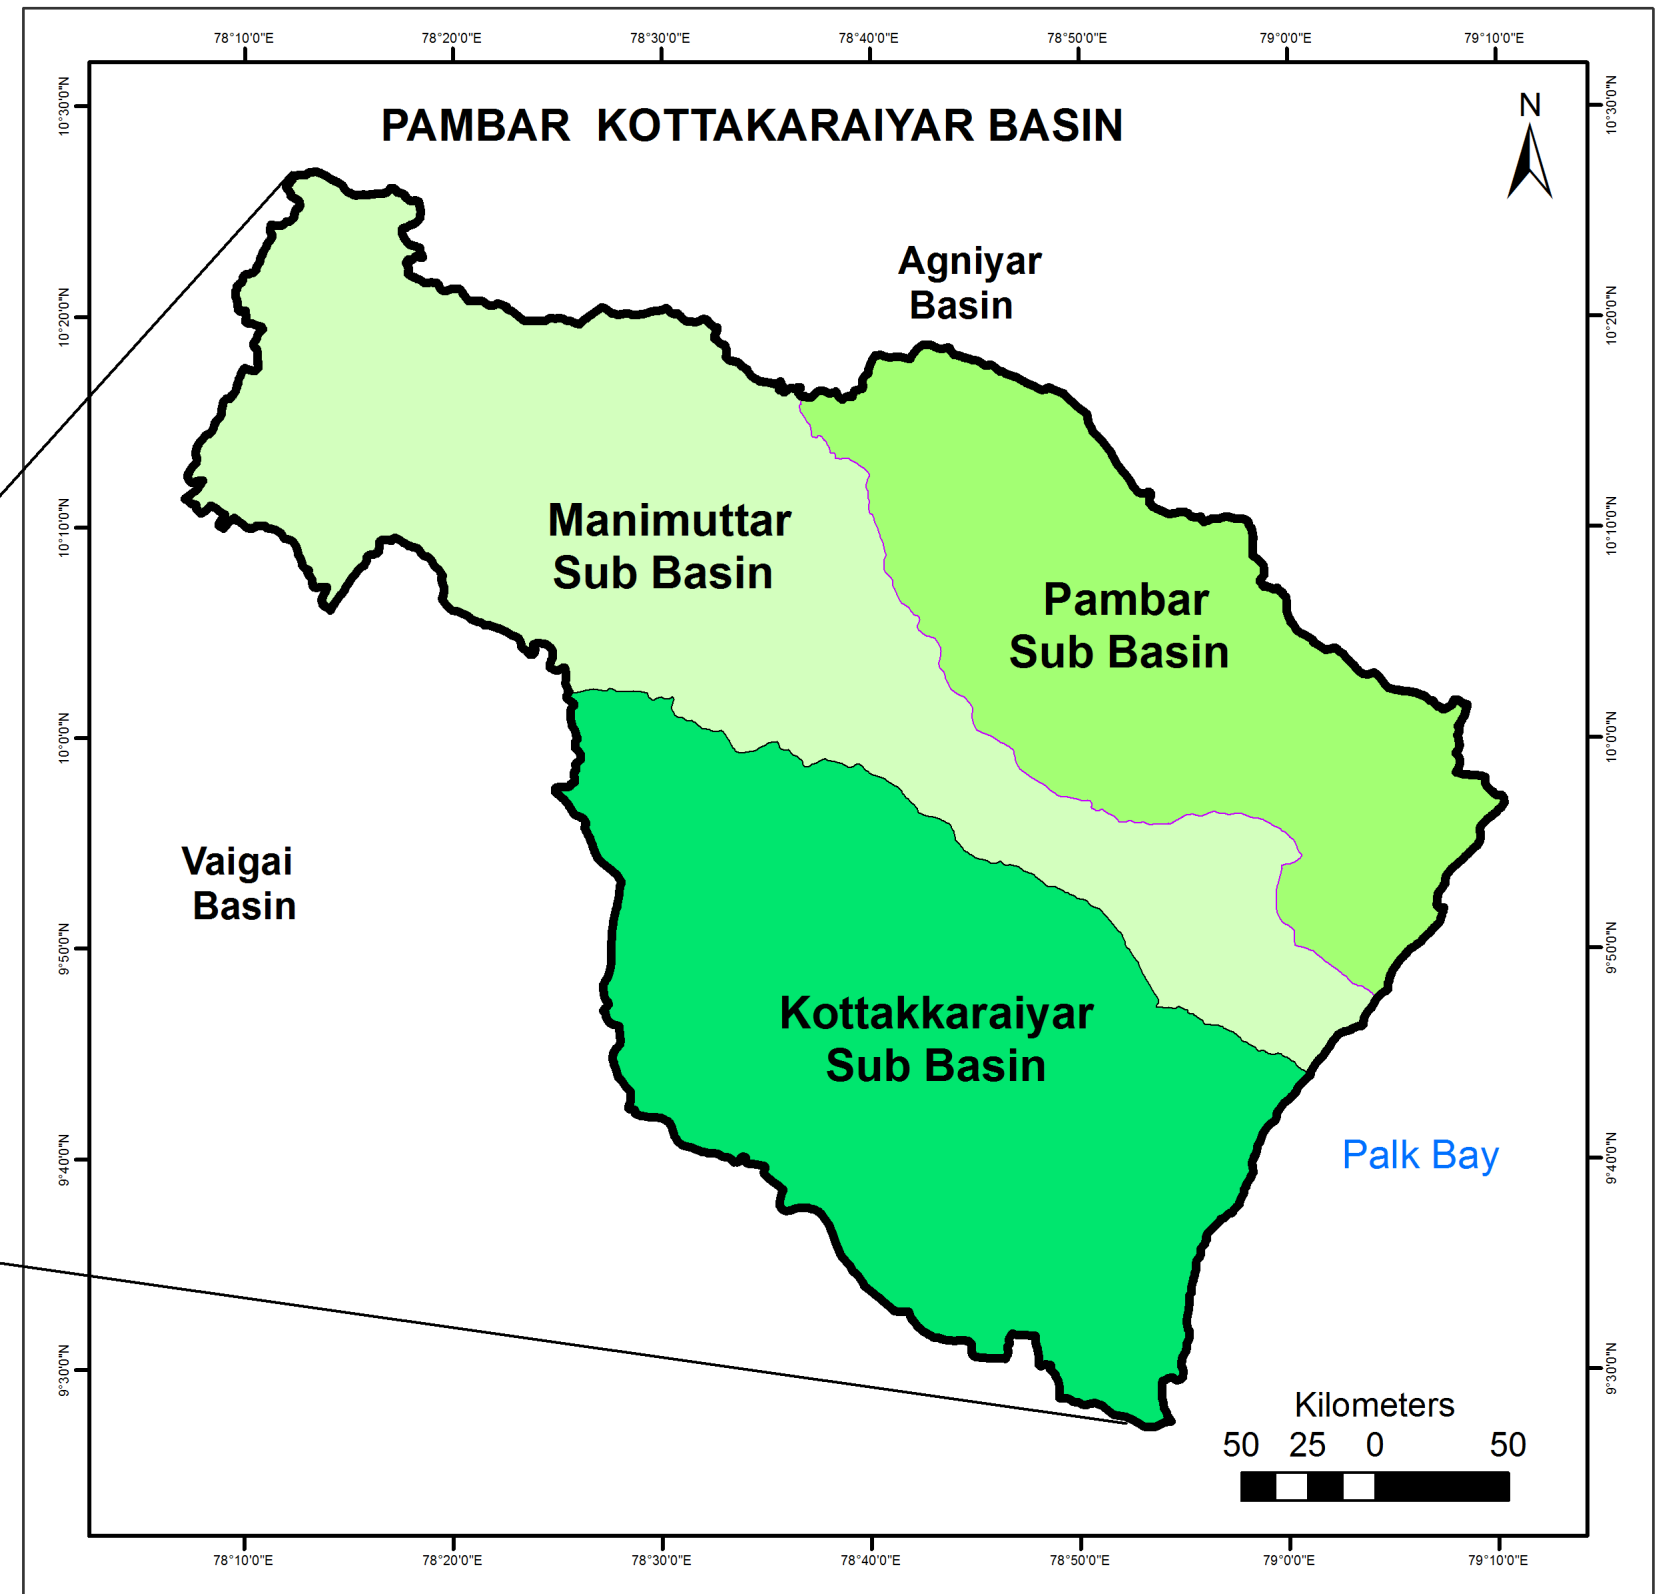 78°10'0"E 78°20'0"E 78°30'0"E 78°40'0"E 78°50'0"E 79°0'0"E 79°10'0"E
PAMBAR KOTTAKARAIYAR BASIN
N
10°30'0"N
10°30'0"N
Agniyar
Basin
10°20'0"N
10°20'0"N
Manimuttar
Sub Basin
10°10'0"N
10°10'0"N
Pambar
Sub Basin
10°0'0"N
10°0'0"N
Vaigai
Basin
9°50'0"N
9°50'0"N
Kottakkaraiyar
Sub Basin
Palk Bay
9°40'0"N
9°40'0"N
9°30'0"N
9°30'0"N
Kilometers
50 25 0 50
78°10'0"E 78°20'0"E 78°30'0"E 78°40'0"E 78°50'0"E 79°0'0"E 79°10'0"E